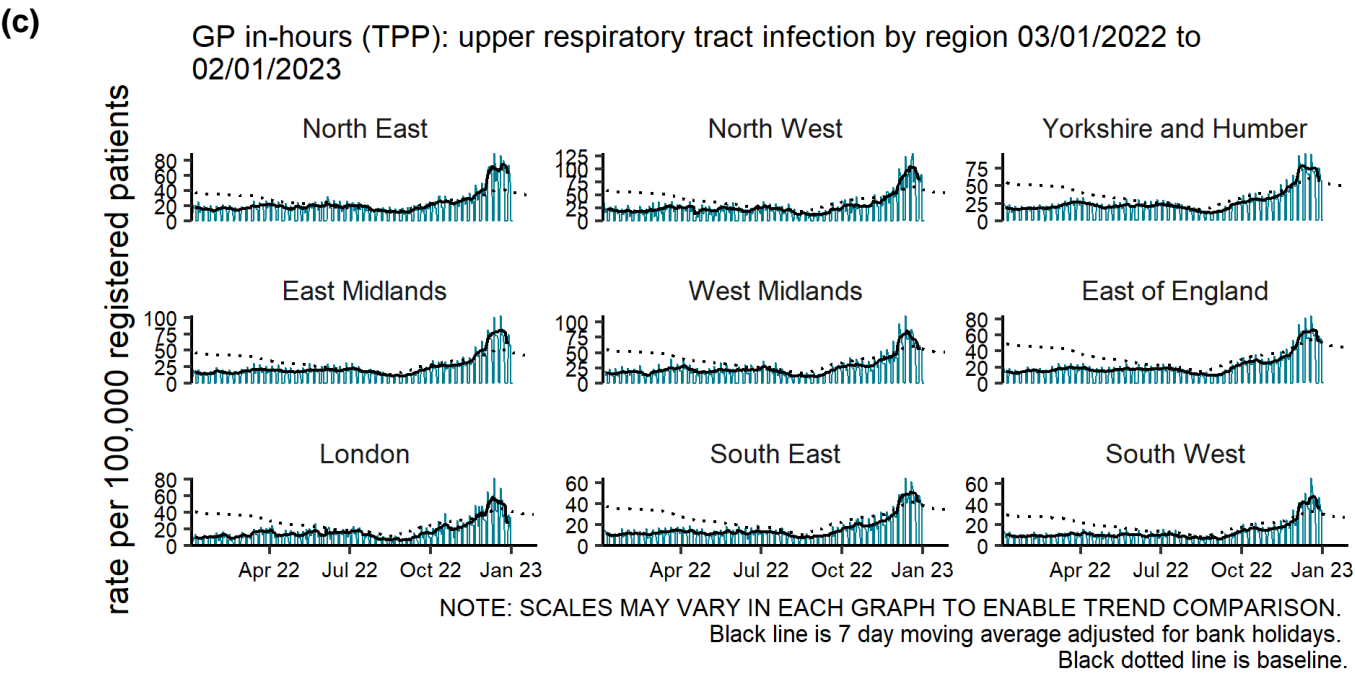 (c)
GP in-hours (TPP): upper respiratory tract infection by region 03/01/2022 to
02/01/2023
rate per 100,000 registered patients
North East
80
60
40
20
0
North West
125
100
75
50
25
0
Yorkshire and Humber
75
50
25
0
East Midlands
100
75
50
25
0
West Midlands
100
75
50
25
0
East of England
80
60
40
20
0
London
80
60
40
20
0
Apr 22 Jul 22 Oct 22 Jan 23
South East
60
40
20
0
Apr 22 Jul 22 Oct 22 Jan 23
South West
60
40
20
0
Apr 22 Jul 22 Oct 22 Jan 23
NOTE: SCALES MAY VARY IN EACH GRAPH TO ENABLE TREND COMPARISON.
Black line is 7 day moving average adjusted for bank holidays.
Black dotted line is baseline.